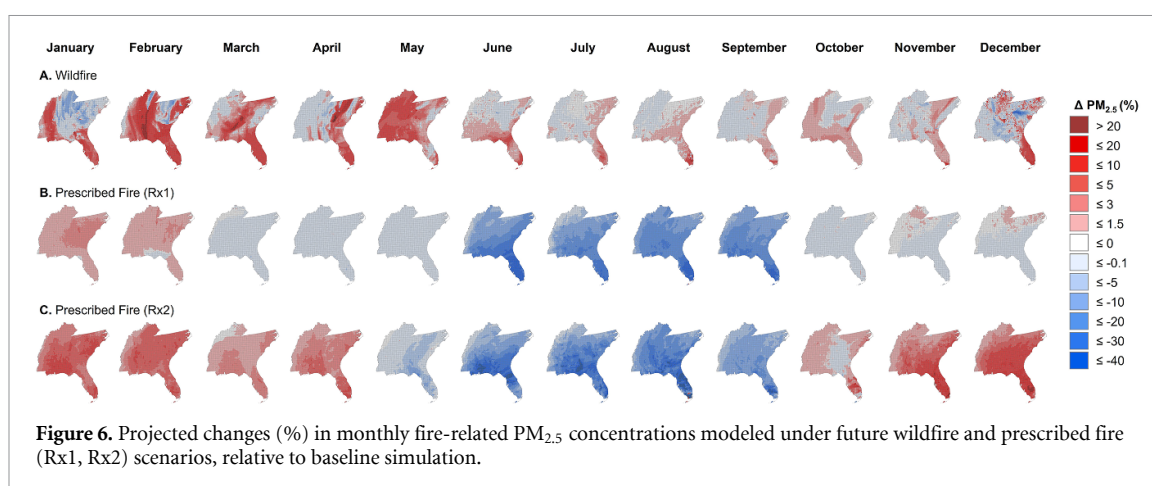 January February March April May June July August September October November December
A. Wildfire
Δ PM2.5 (%)
> 20
≤ 20
≤ 10
≤ 5
≤ 3
≤ 1.5
≤ 0
≤ -0.1
≤ -5
≤ -10
≤ -20
≤ -30
≤ -40
B. Prescribed Fire (Rx1)
C. Prescribed Fire (Rx2)
Figure 6. Projected changes (%) in monthly fire-related PM2.5 concentrations modeled under future wildfire and prescribed fire
(Rx1, Rx2) scenarios, relative to baseline simulation.